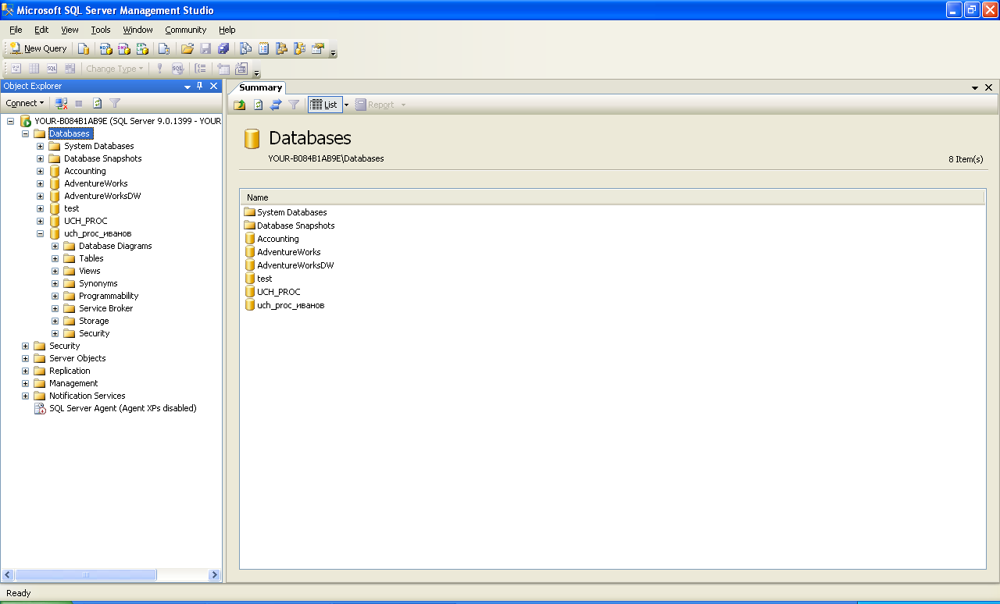 Microsoft SQL Server Management Studio
File Edit View Tools Window Community Help
New Query
Change Type
Object Explorer
Connect
YOUR-B084B1AB9E (SQL Server 9.0.1399 - YOUR
Databases
System Databases
Database Snapshots
Accounting
AdventureWorks
AdventureWorksDW
test
UCH_PROC
uch_proc_иванов
Database Diagrams
Tables
Views
Synonyms
Programmability
Service Broker
Storage
Security
Security
Server Objects
Replication
Management
Notification Services
SQL Server Agent (Agent XPs disabled)
Summary
List Report
Databases
YOUR-B084B1AB9E\Databases
8 Item(s)
Name
System Databases
Database Snapshots
Accounting
AdventureWorks
AdventureWorksDW
test
UCH_PROC
uch_proc_иванов
Ready